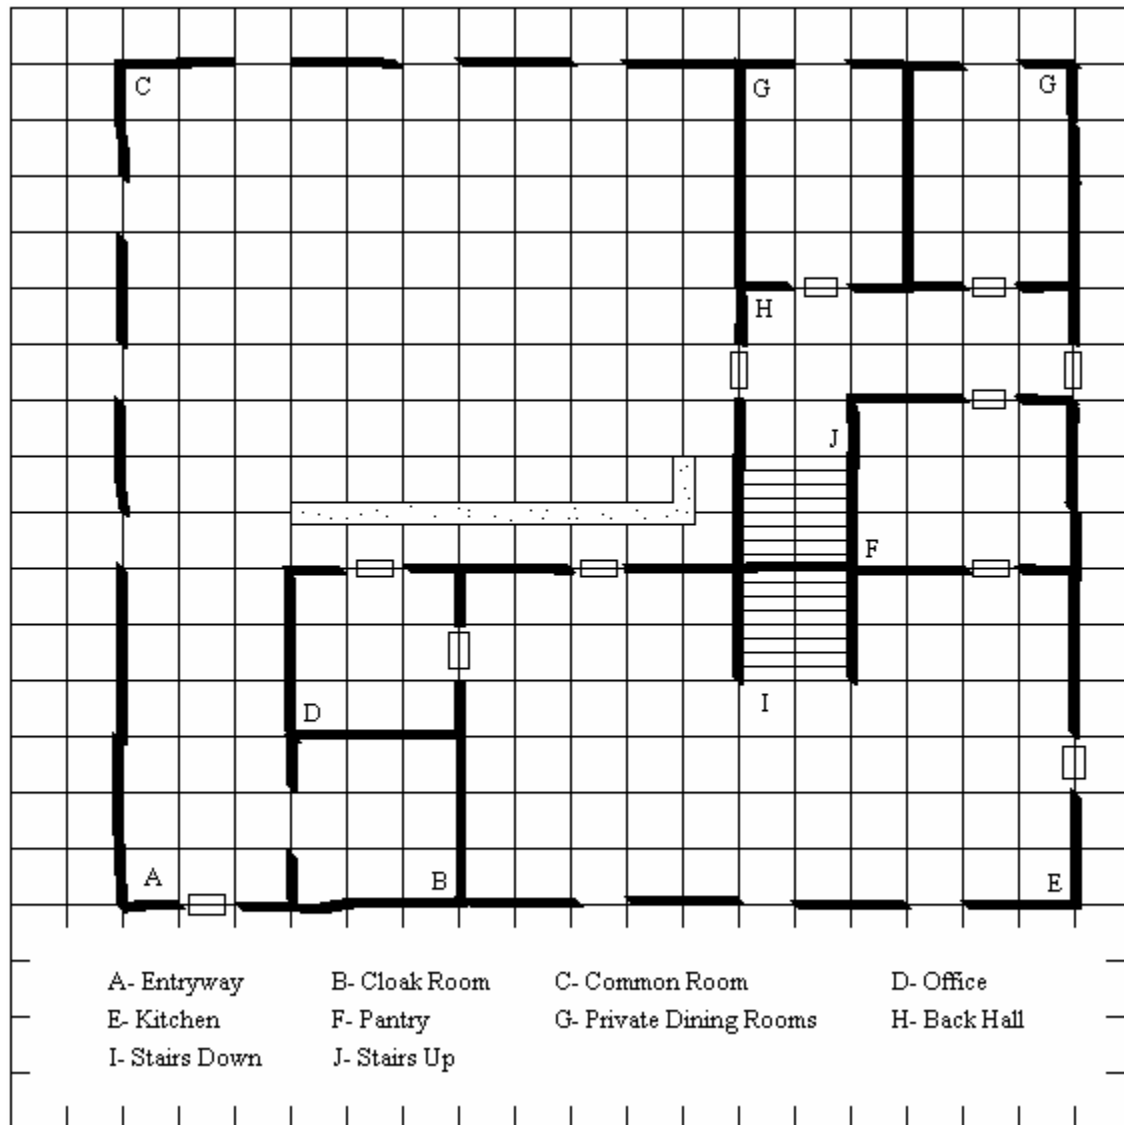 C
G
G
H
J
F
D
I
A
B
E
A- Entryway B- Cloak Room C- Common Room D- Office
E- Kitchen F- Pantry G- Private Dining Rooms H- Back Hall
I- Stairs Down J- Stairs Up